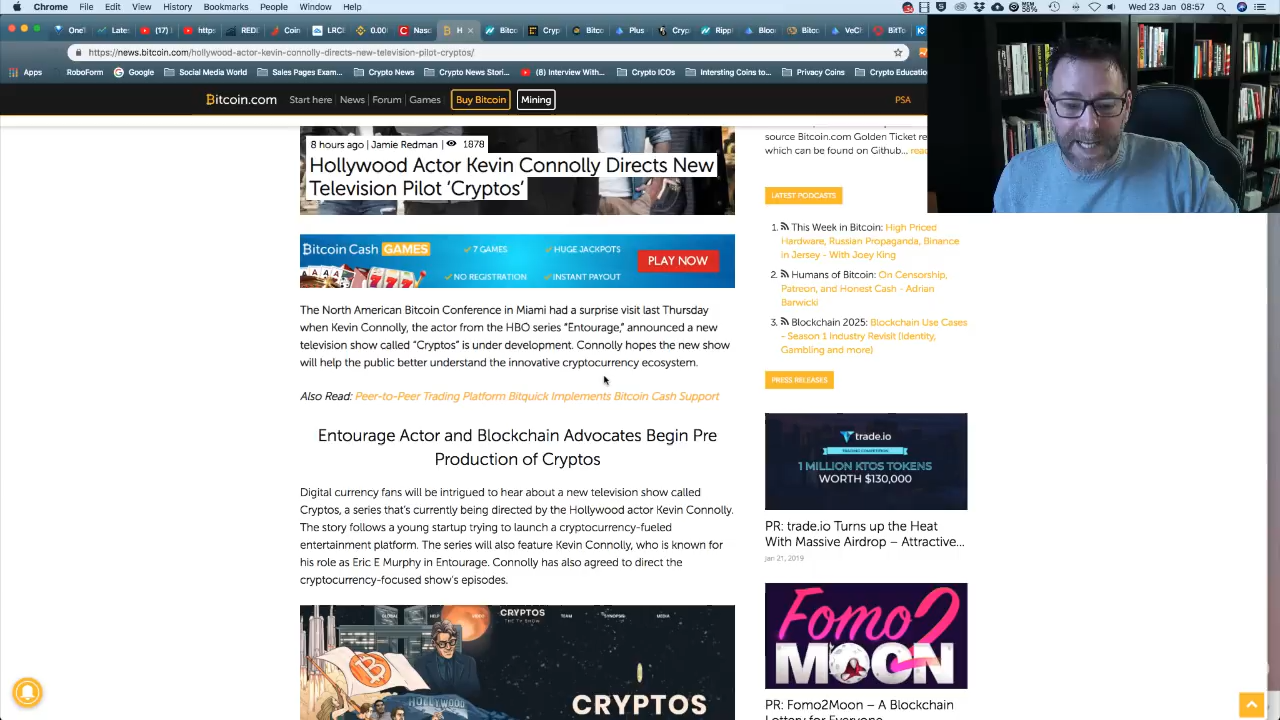 Chrome File Edit View History Bookmarks People Window Help
Wed 23 Jan 08:57
https://news.bitcoin.com/hollywood-actor-kevin-connolly-directs-new-television-pilot-cryptos/
Apps RoboForm Google Social Media World Sales Pages Exam... Crypto News Crypto News Stori... (8) Interview With... Crypto ICOs Intersting Coins to... Privacy Coins Crypto Education
Bitcoin.com Start here News Forum Games Buy Bitcoin Mining PSA
8 hours ago | Jamie Redman | 1878
Hollywood Actor Kevin Connolly Directs New
Television Pilot ‘Cryptos’
Bitcoin Cash GAMES 7 GAMES HUGE JACKPOTS
NO REGISTRATION INSTANT PAYOUT
PLAY NOW
The North American Bitcoin Conference in Miami had a surprise visit last Thursday
when Kevin Connolly, the actor from the HBO series “Entourage,” announced a new
television show called “Cryptos” is under development. Connolly hopes the new show
will help the public better understand the innovative cryptocurrency ecosystem.
Also Read: Peer-to-Peer Trading Platform Bitquick Implements Bitcoin Cash Support
Entourage Actor and Blockchain Advocates Begin Pre
Production of Cryptos
Digital currency fans will be intrigued to hear about a new television show called
Cryptos, a series that’s currently being directed by the Hollywood actor Kevin Connolly.
The story follows a young startup trying to launch a cryptocurrency-fueled
entertainment platform. The series will also feature Kevin Connolly, who is known for
his role as Eric E Murphy in Entourage. Connolly has also agreed to direct the
cryptocurrency-focused show’s episodes.
CRYPTOS
THE TV SHOW
TEAM SYNOPSIS MEDIA
HOLLYWOOD
CRYPTOS
source Bitcoin.com Golden Ticket re
which can be found on Github...
LATEST PODCASTS
1. This Week in Bitcoin: High Priced
Hardware, Russian Propaganda, Binance
in Jersey - With Joey King
2. Humans of Bitcoin: On Censorship,
Patreon, and Honest Cash - Adrian
Barwicki
3. Blockchain 2025: Blockchain Use Cases
- Season 1 Industry Revisit (Identity,
Gambling and more)
PRESS RELEASES
trade.io
TRADING COMPETITION
1 MILLION KTOS TOKENS
WORTH $130,000
PR: trade.io Turns up the Heat
With Massive Airdrop – Attractive...
Jan 21, 2019
Fomo2
MOON
PR: Fomo2Moon – A Blockchain
Lottery for Everyone